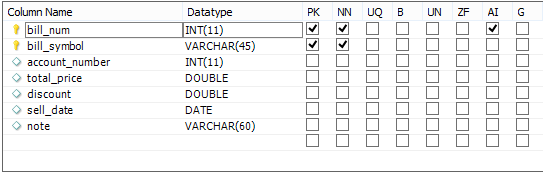 Column Name Datatype PK NN UQ B UN ZF AI G
bill_num INT(11)
bill_symbol VARCHAR(45)
account_number INT(11)
total_price DOUBLE
discount DOUBLE
sell_date DATE
note VARCHAR(60)